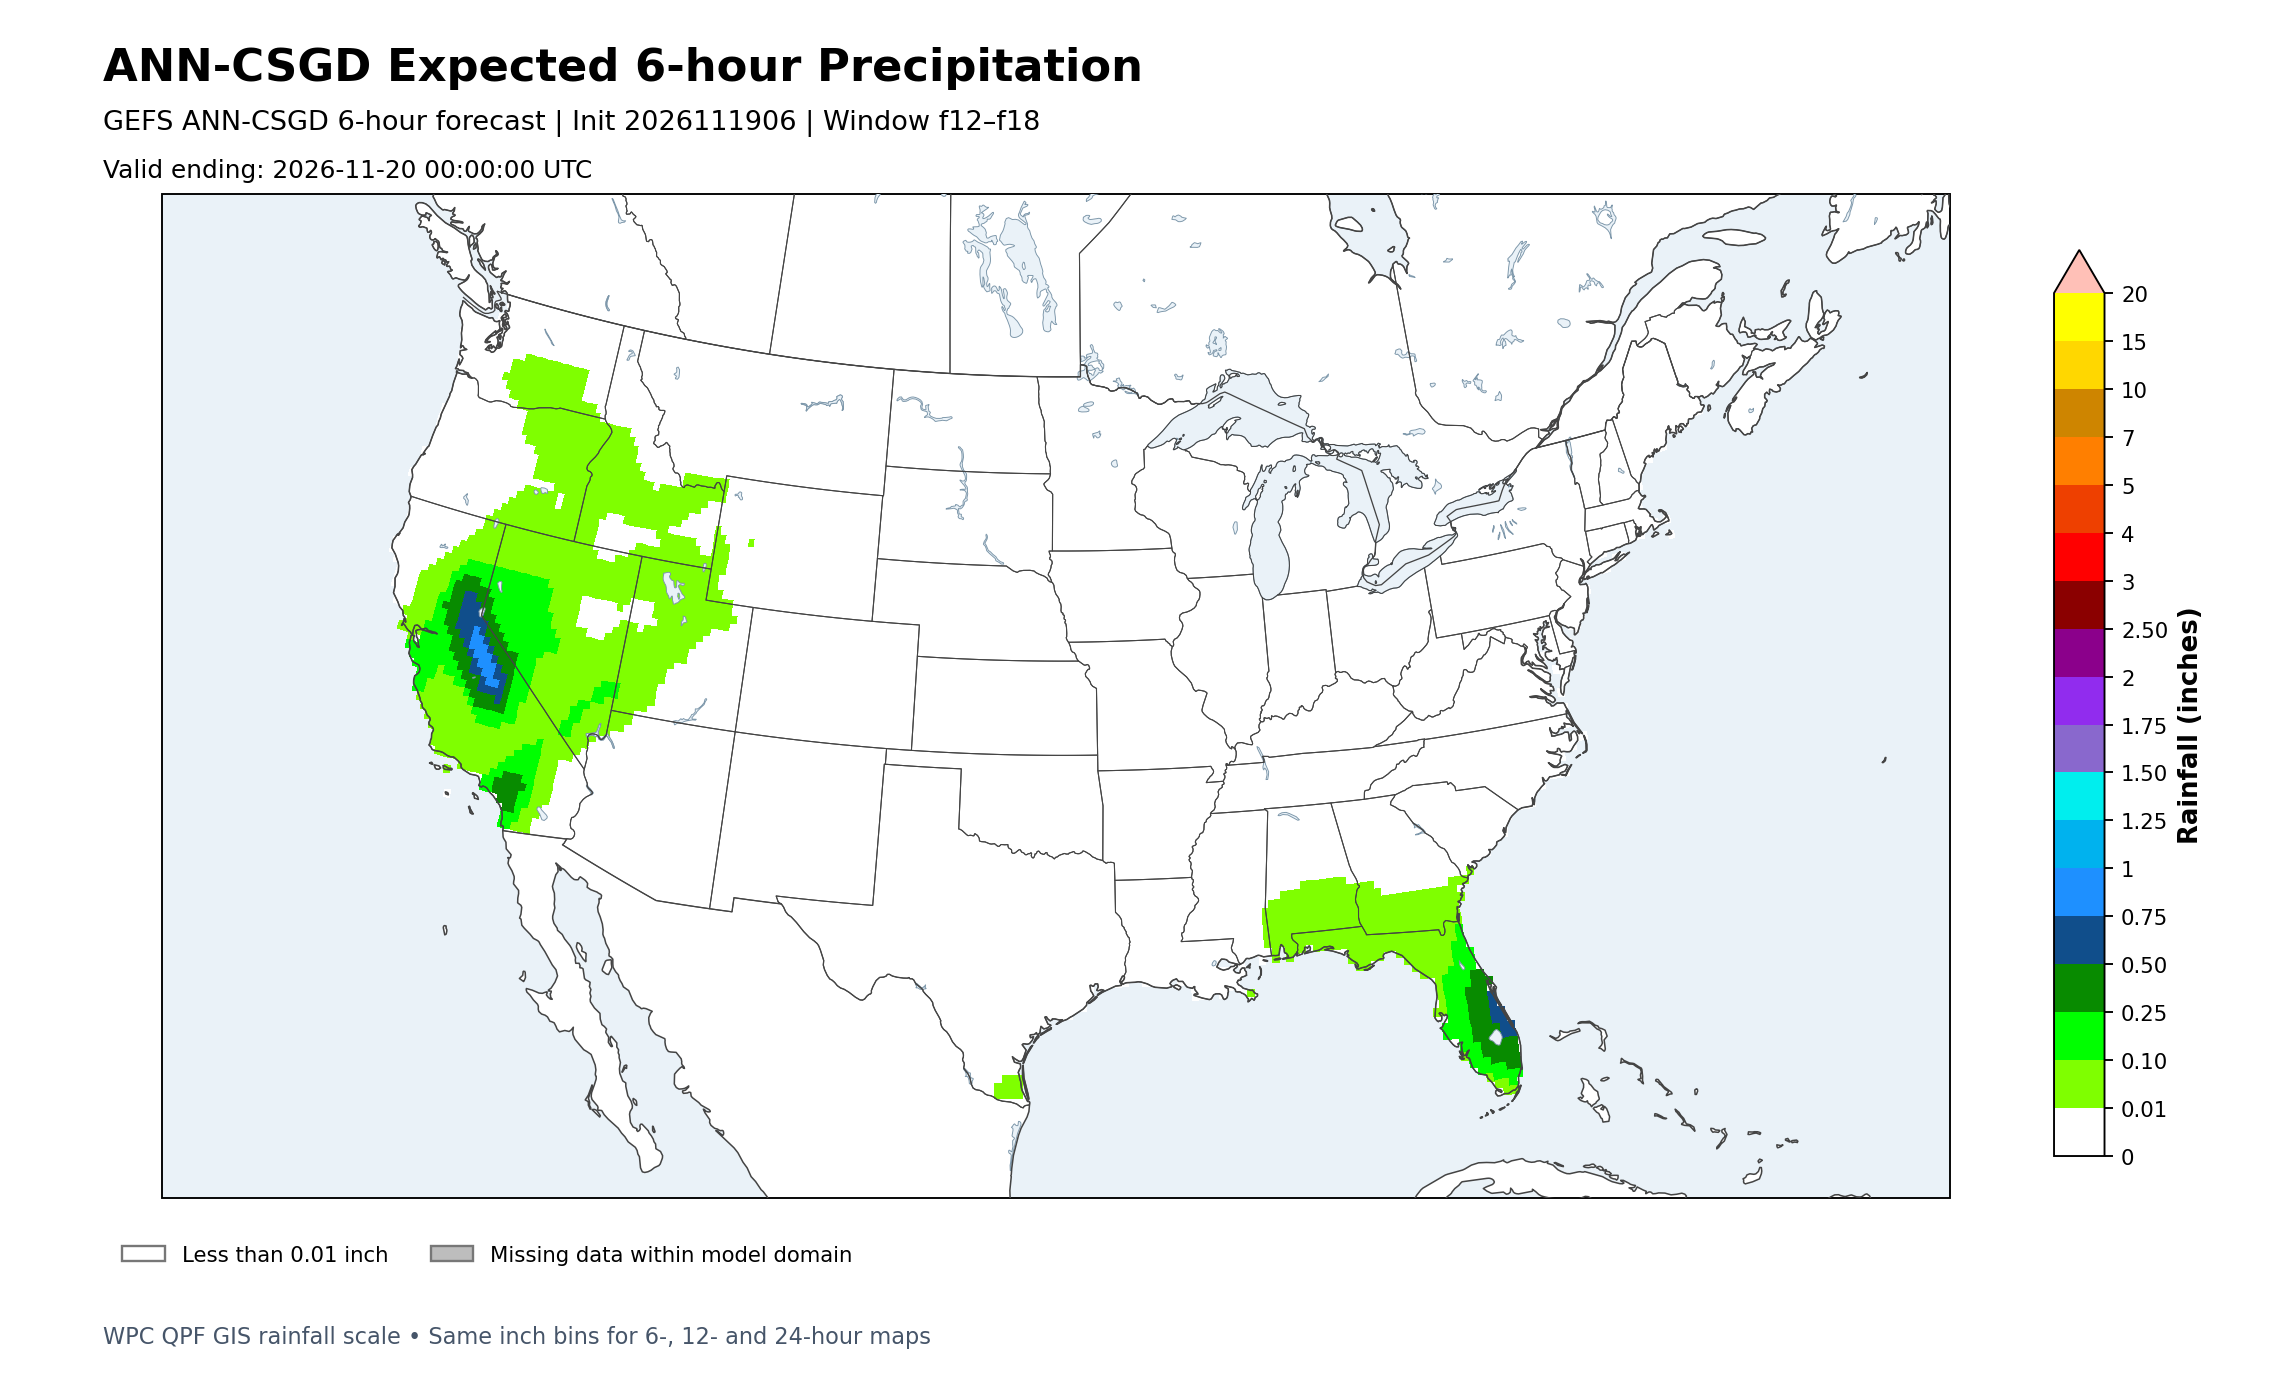 ANN-CSGD Expected 6-hour Precipitation
GEFS ANN-CSGD 6-hour forecast | Init 2026111906 | Window f12–f18
Valid ending: 2026-11-20 00:00:00 UTC
20
15
10
7
5
4
3
2.50
2
1.75
1.50
1.25
1
0.75
0.50
0.25
0.10
0.01
0
Rainfall (inches)
Less than 0.01 inch
Missing data within model domain
WPC QPF GIS rainfall scale • Same inch bins for 6-, 12- and 24-hour maps